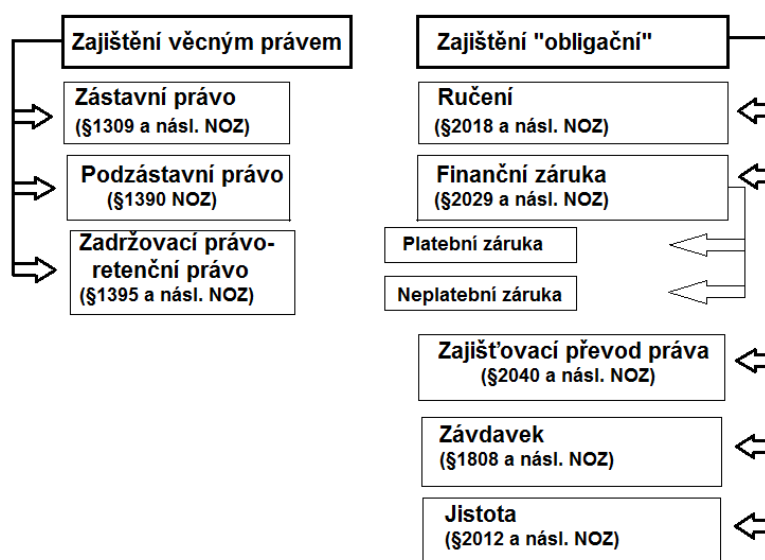 Zajištění věcným právem
Zástavní právo
(§1309 a násl. NOZ)
Podzástavní právo
(§1390 NOZ)
Zadržovací právo-
retenční právo
(§1395 a násl. NOZ)
Zajištění "obligační"
Ručení
(§2018 a násl. NOZ)
Finanční záruka
(§2029 a násl. NOZ)
Platební záruka
Neplatební záruka
Zajišťovací převod práva
(§2040 a násl. NOZ)
Závdavek
(§1808 a násl. NOZ)
Jistota
(§2012 a násl. NOZ)